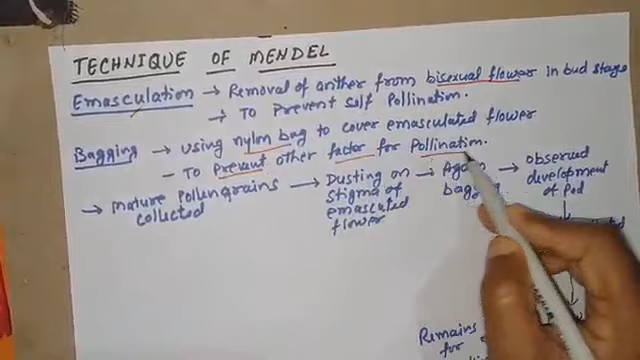 TECHNIQUE OF MENDEL
Emasculation → Removal of anther from bisexual flower in bud stage
→ To Prevent self Pollination.
Bagging → using nylm bag to cover emasculated flower
- To Prevent other factor for Pollination.
→ mature Pollengrains collected → Dusting on stigma of emasculated flower → Again bagging → observed development of Pod
Remains
for